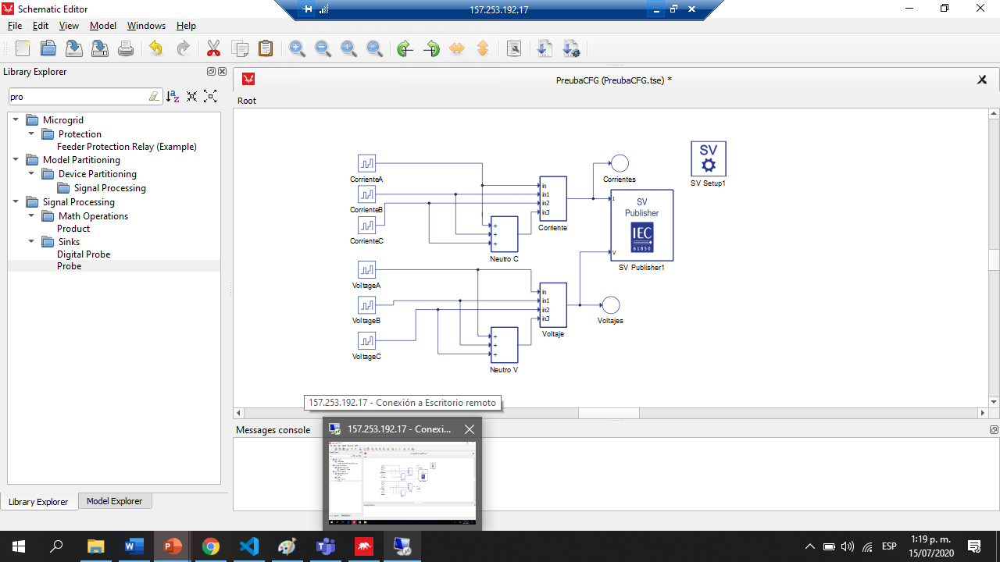 Schematic Editor
157.253.192.17
File Edit View Model Windows Help
Library Explorer
pro
Microgrid
Protection
Feeder Protection Relay (Example)
Model Partitioning
Device Partitioning
Signal Processing
Signal Processing
Math Operations
Product
Sinks
Digital Probe
Probe
Library Explorer
Model Explorer
PreubaCFG (PreubaCFG.tse) *
Root
CorrienteA
CorrienteB
CorrienteC
in
in1
in2
in3
Corriente
Neutro C
Corrientes
SV
SV Setup1
I
SV
Publisher
IEC
61850
V
SV Publisher1
VoltageA
VoltageB
VoltageC
in
in1
in2
in3
Voltaje
Neutro V
Voltajes
157.253.192.17 - Conexión a Escritorio remoto
157.253.192.17 - Conexi...
Messages console
ESP
1:19 p. m.
15/07/2020